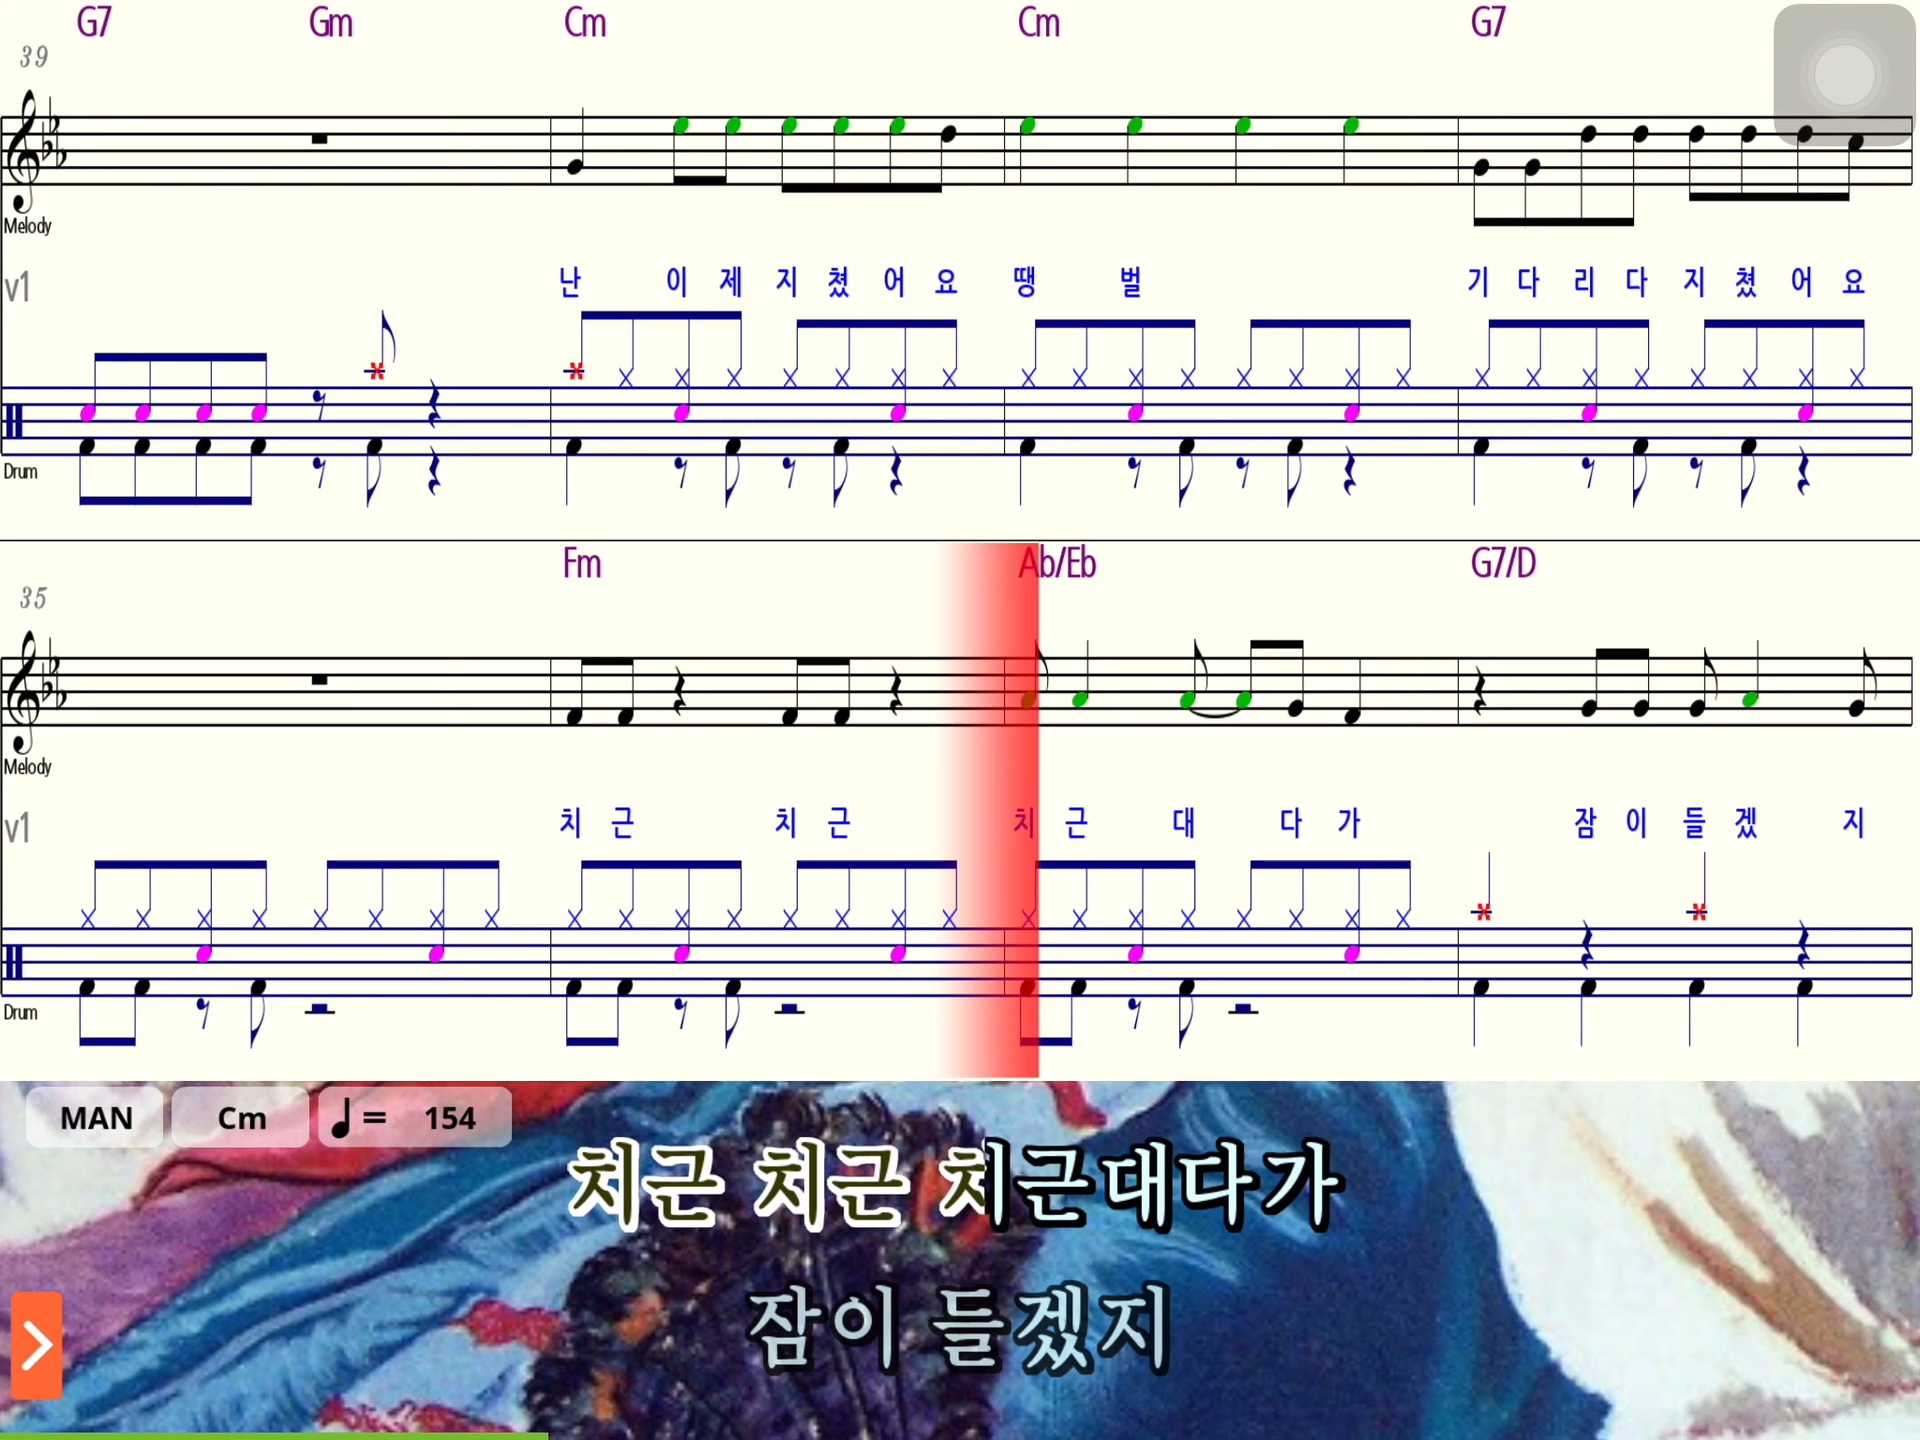 G7 Gm Cm Cm G7
39
Melody
v1 난 이 제 지 쳤 어 요 땡 벌 기 다 리 다 지 쳤 어 요
Drum
Fm Ab/Eb G7/D
35
Melody
v1 치 근 치 근 치 근 대 다 가 잠 이 들 겠 지
Drum
MAN Cm ♩= 154
치근 치근 치근대다가
잠이 들겠지